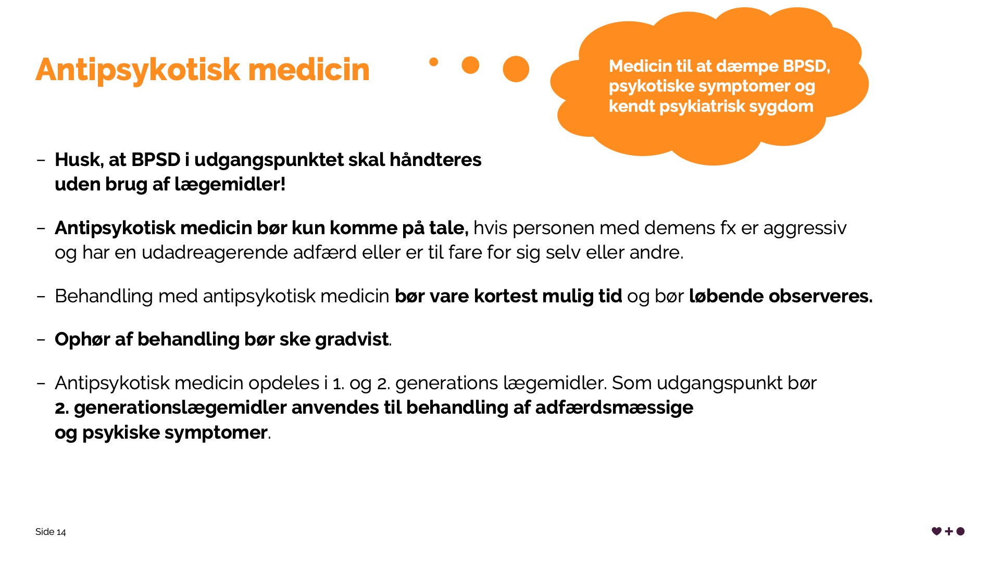 Antipsykotisk medicin
Medicin til at dæmpe BPSD,
psykotiske symptomer og
kendt psykiatrisk sygdom
– Husk, at BPSD i udgangspunktet skal håndteres
uden brug af lægemidler!
– Antipsykotisk medicin bør kun komme på tale, hvis personen med demens fx er aggressiv
og har en udadreagerende adfærd eller er til fare for sig selv eller andre.
– Behandling med antipsykotisk medicin bør vare kortest mulig tid og bør løbende observeres.
– Ophør af behandling bør ske gradvist.
– Antipsykotisk medicin opdeles i 1. og 2. generations lægemidler. Som udgangspunkt bør
2. generationslægemidler anvendes til behandling af adfærdsmæssige
og psykiske symptomer.
Side 14